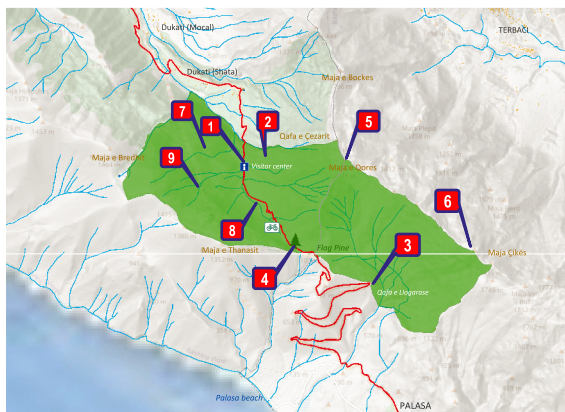 Dukati (Mocal)
TERBAÇI
Dukati (Shata)
Maja e Bockes
7
1
2
5
Qafa e Çezarit
Maja e Bredhit
9
Visitor center
Maja e Dores
6
8
3
Maja e Thanasit
Flag Pine
Maja Çikës
4
Qafa e Llogarase
Palasa beach
PALASA